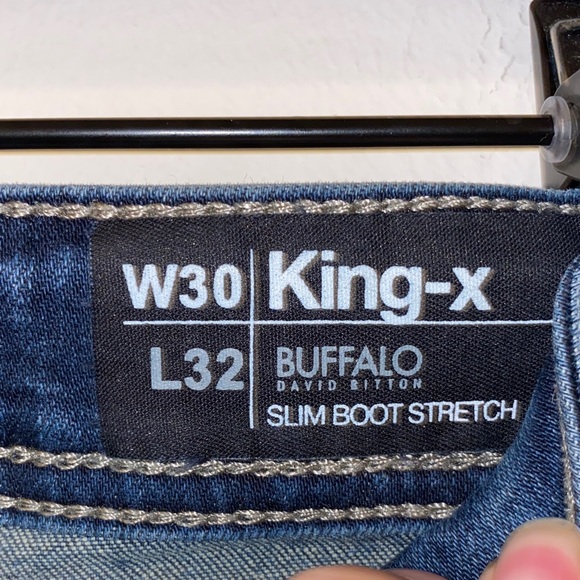 W30 King-x
L32 BUFFALO
DAVID BITTON
SLIM BOOT STRETCH